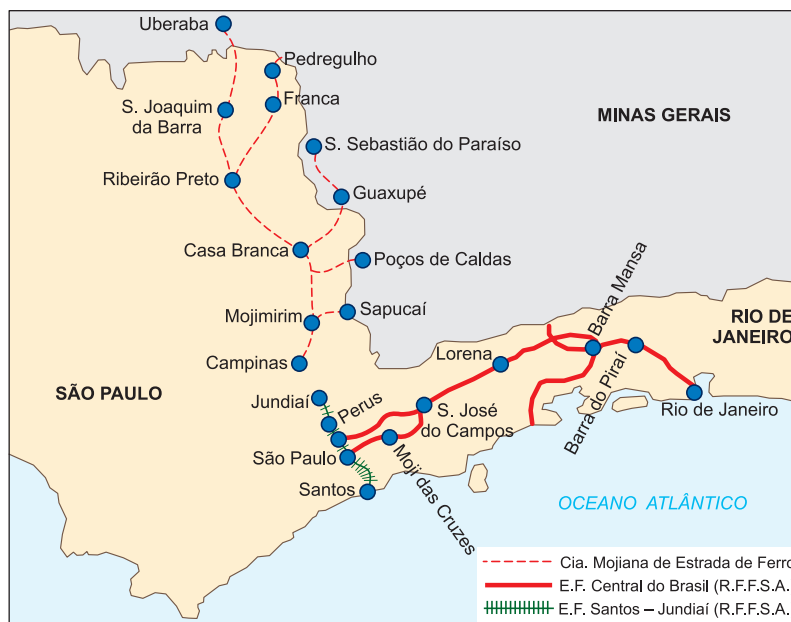 Uberaba
Pedregulho
S. Joaquim
da Barra
Franca
MINAS GERAIS
S. Sebastião do Paraíso
Ribeirão Preto
Guaxupé
Casa Branca
Poços de Caldas
Mojimirim
Sapucaí
Barra Mansa
RIO DE
JANEIRO
Campinas
Lorena
SÃO PAULO
Jundiaí
Perus
S. José
do Campos
Barra do Piraí
Rio de Janeiro
São Paulo
Moji das Cruzes
Santos
OCEANO ATLÂNTICO
Cia. Mojiana de Estrada de Ferro
E.F. Central do Brasil (R.F.F.S.A.
E.F. Santos – Jundiaí (R.F.F.S.A.